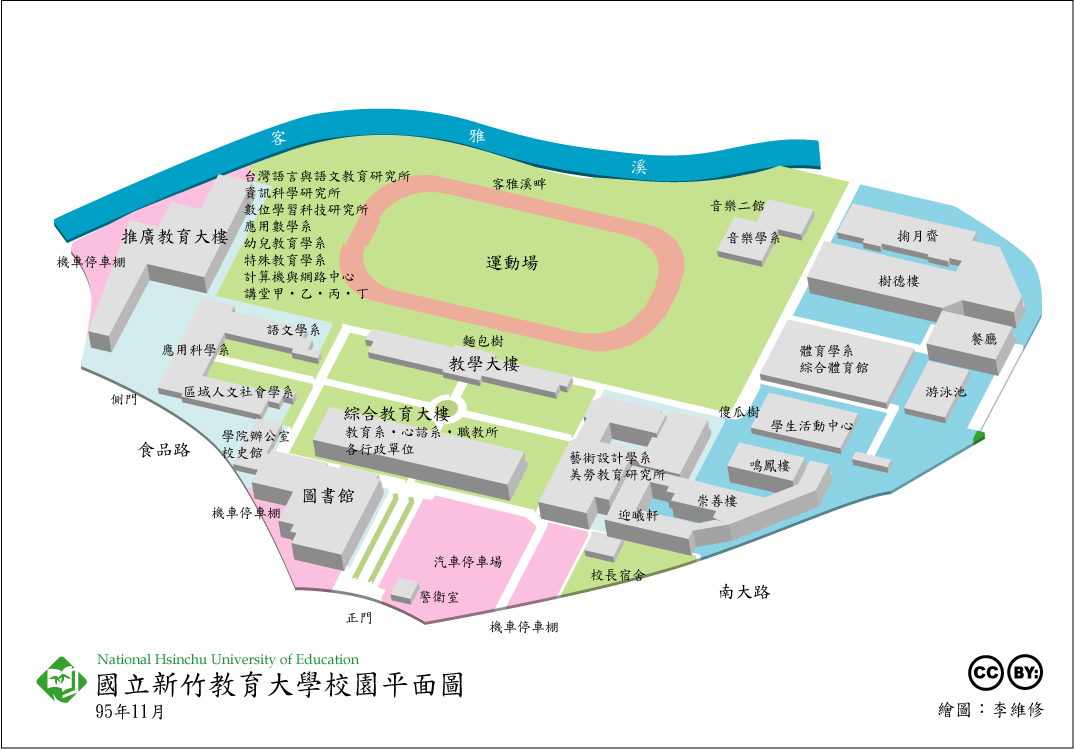 客
雅
溪
台灣語言與語文教育研究所
資訊科學研究所
數位學習科技研究所
應用數學系
幼兒教育學系
特殊教育學系
計算機與網路中心
講堂甲・乙・丙・丁
推廣教育大樓
機車停車棚
客雅溪畔
運動場
音樂二館
音樂學系
掬月齋
樹德樓
餐廳
體育學系
綜合體育館
游泳池
語文學系
應用科學系
區域人文社會學系
麵包樹
教學大樓
側門
食品路
學院辦公室
校史館
綜合教育大樓
教育系・心諮系・職教所
各行政單位
傻瓜樹
學生活動中心
藝術設計學系
美勞教育研究所
鳴鳳樓
崇善樓
迎曦軒
圖書館
機車停車棚
汽車停車場
校長宿舍
警衛室
正門
機車停車棚
南大路
National Hsinchu University of Education
國立新竹教育大學校園平面圖
95年11月
CC BY:
繪圖：李維修